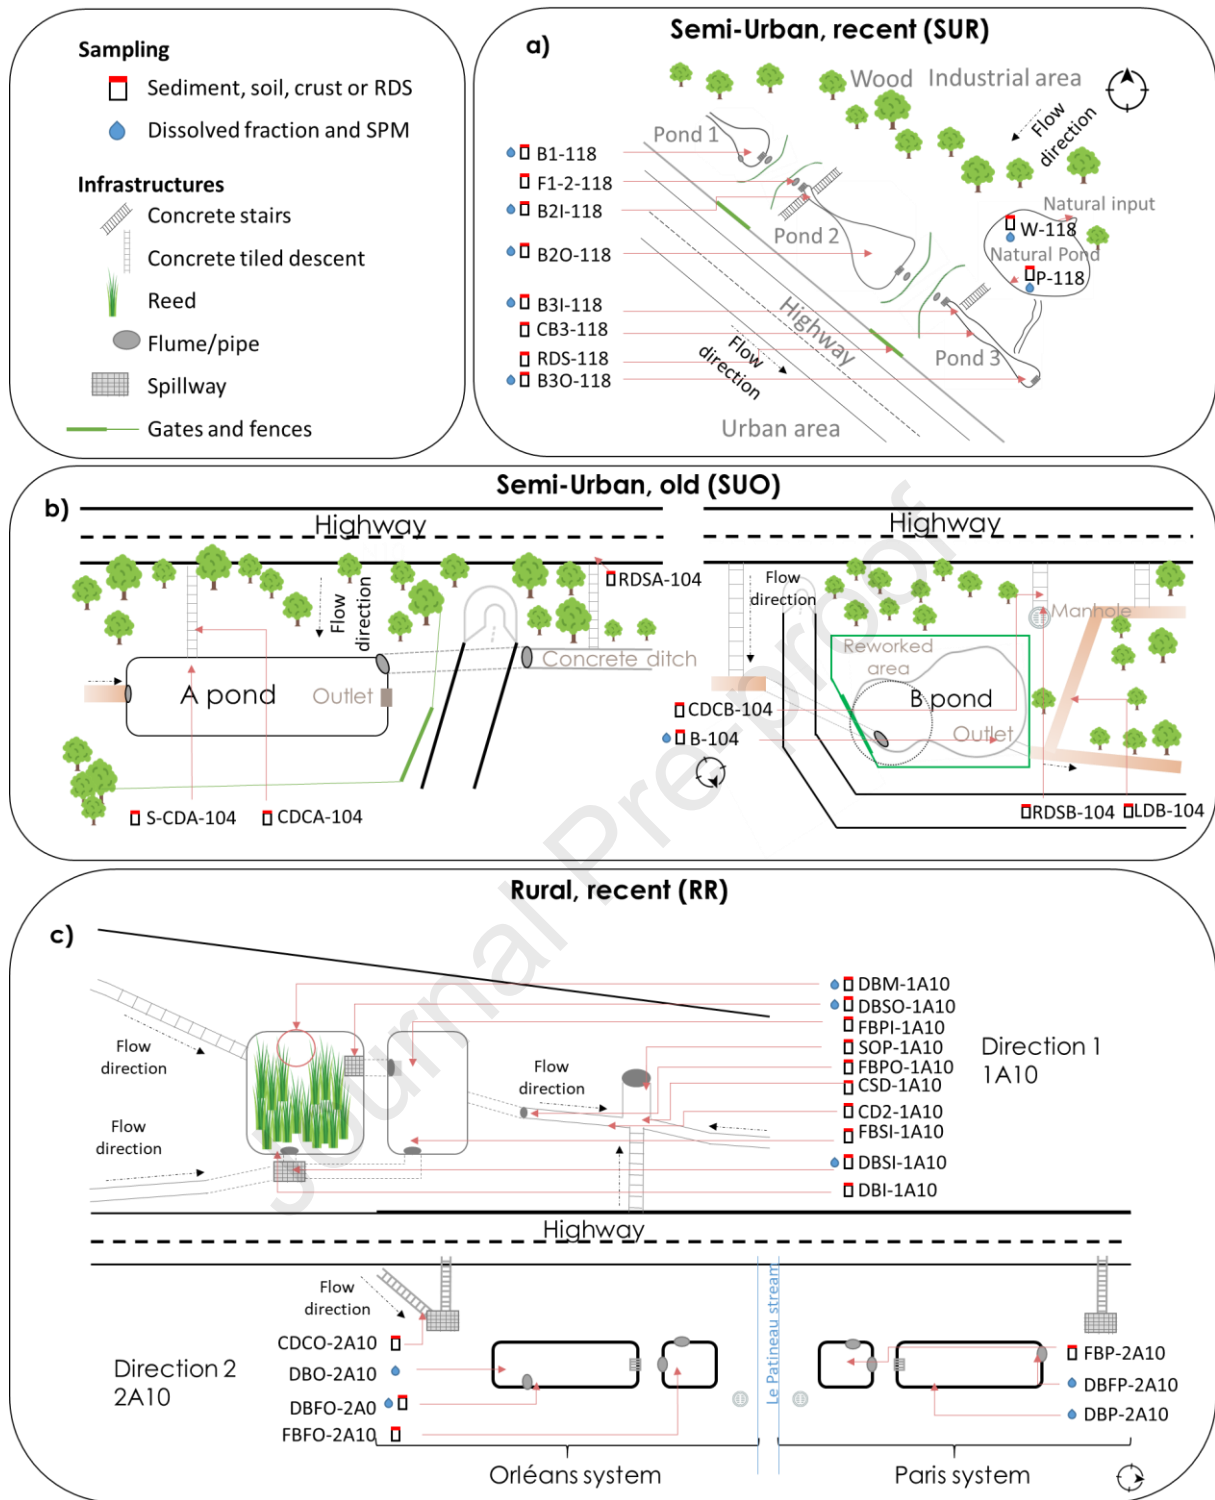 Sampling
Sediment, soil, crust or RDS
Dissolved fraction and SPM
Infrastructures
Concrete stairs
Concrete tiled descent
Reed
Flume/pipe
Spillway
Gates and fences
a)
Semi-Urban, recent (SUR)
Wood
Industrial area
Flow
direction
Pond 1
B1-118
F1-2-118
B2I-118
B2O-118
B3I-118
CB3-118
RDS-118
B3O-118
Pond 2
Natural input
W-118
Natural Pond
P-118
Highway
Pond 3
Flow
direction
Urban area
Semi-Urban, old (SUO)
b)
Highway
RDSA-104
Flow
direction
Concrete ditch
A pond
Outlet
S-CDA-104
CDCA-104
Highway
Flow
direction
Manhole
Reworked
area
B pond
CDCB-104
B-104
Outlet
RDSB-104
LDB-104
Rural, recent (RR)
c)
DBM-1A10
DBSO-1A10
FBPI-1A10
SOP-1A10
FBPO-1A10
CSD-1A10
CD2-1A10
FBSI-1A10
DBSI-1A10
DBI-1A10
Direction 1
1A10
Flow
direction
Flow
direction
Flow
direction
Highway
Flow
direction
Le Patineau stream
CDCO-2A10
DBO-2A10
DBFO-2A0
FBFO-2A10
Direction 2
2A10
FBP-2A10
DBFP-2A10
DBP-2A10
Orléans system
Paris system
Journal Pre-proof